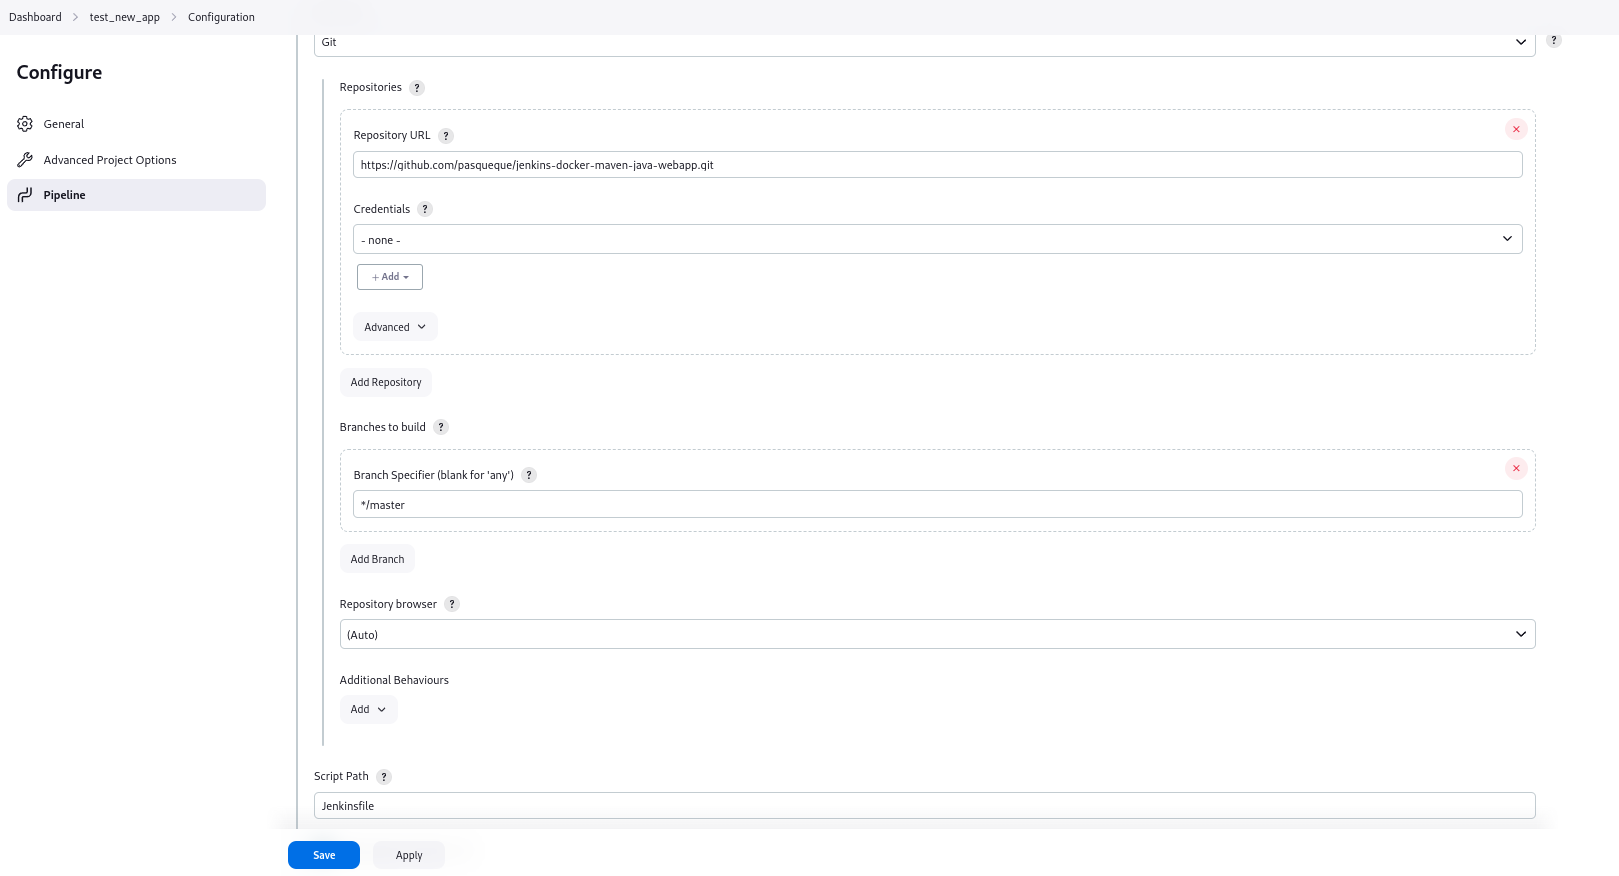 Dashboard > test_new_app > Configuration
Configure
General
Advanced Project Options
Pipeline
Git
?
Repositories ?
Repository URL ?
https://github.com/pasqueque/jenkins-docker-maven-java-webapp.git
Credentials ?
- none -
+ Add
Advanced
Add Repository
Branches to build ?
Branch Specifier (blank for 'any') ?
*/master
Add Branch
Repository browser ?
(Auto)
Additional Behaviours
Add
Script Path ?
Jenkinsfile
Save
Apply